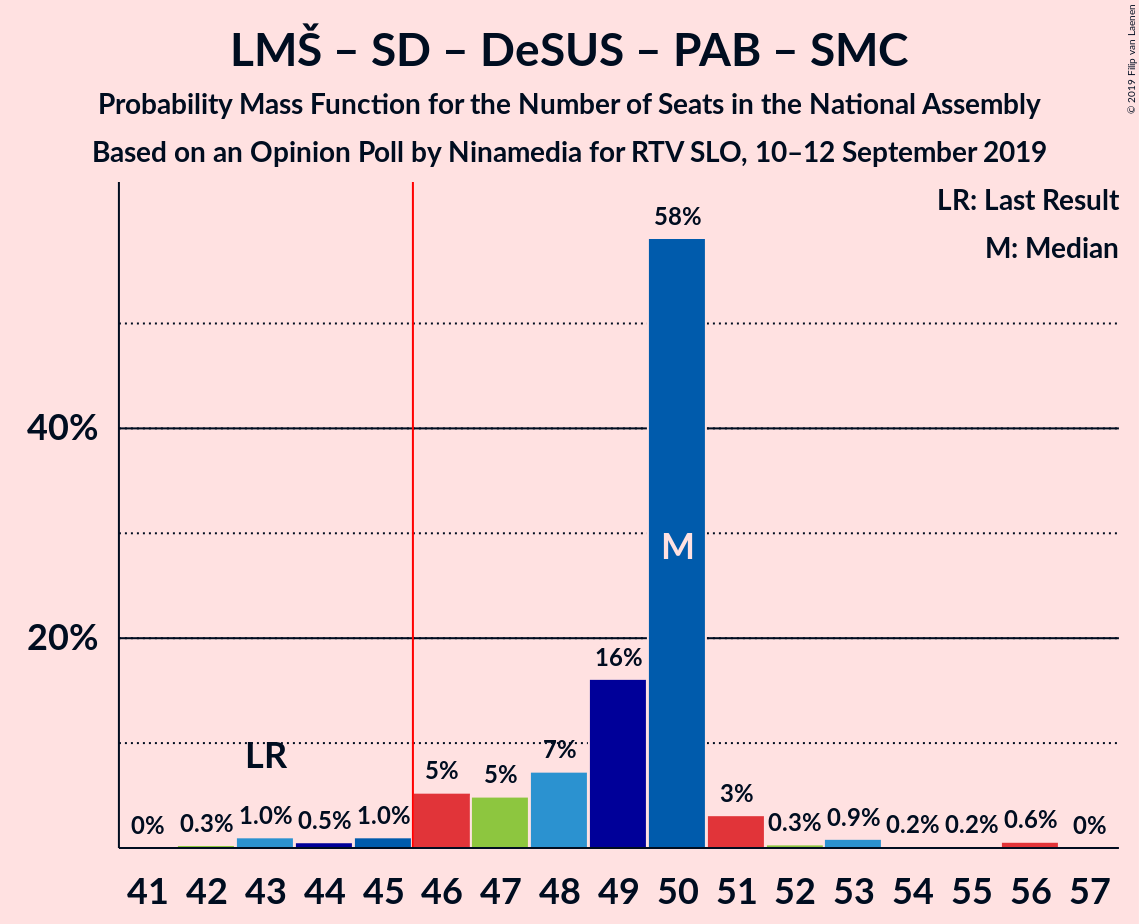 LMŠ – SD – DeSUS – PAB – SMC
Probability Mass Function for the Number of Seats in the National Assembly
Based on an Opinion Poll by Ninamedia for RTV SLO, 10–12 September 2019
© 2019 Filip van Laenen
LR: Last Result
M: Median
58%
40%
M
20%
16%
LR
7%
5%
5%
3%
0%
0.3%
1.0%
0.5%
1.0%
0.3%
0.9%
0.2%
0.2%
0.6%
0%
41 42 43 44 45 46 47 48 49 50 51 52 53 54 55 56 57